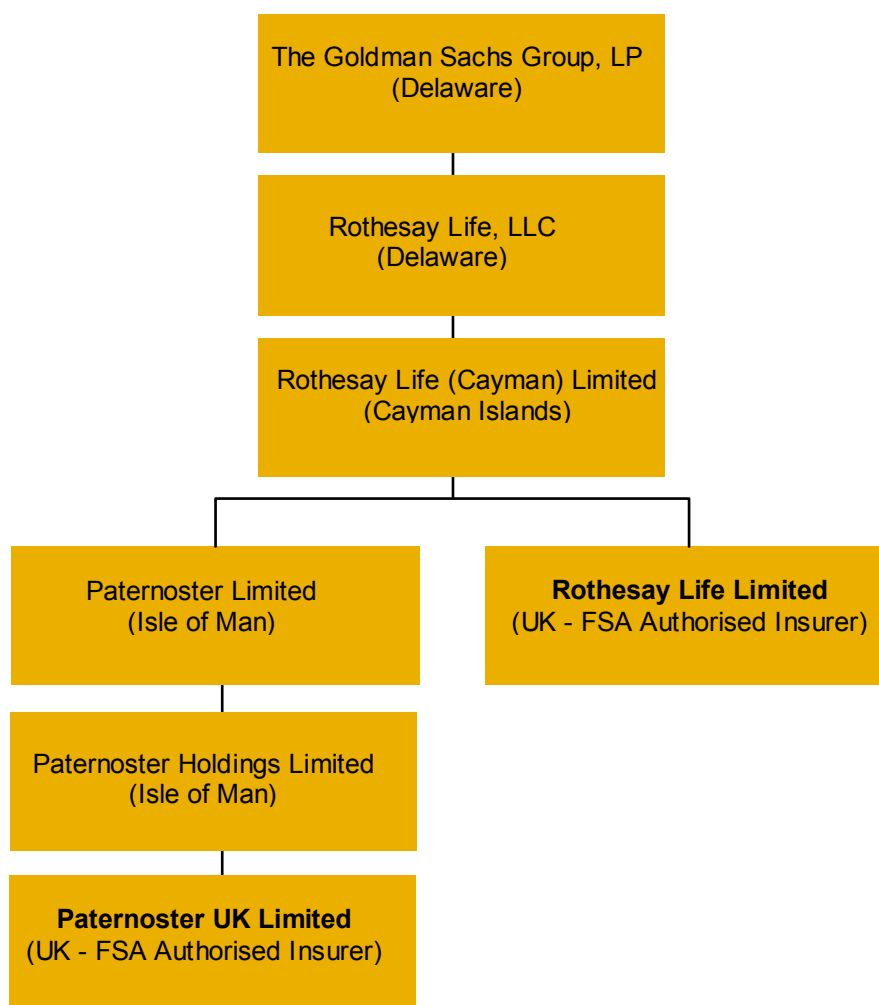 The Goldman Sachs Group, LP
(Delaware)
Rothesay Life, LLC
(Delaware)
Rothesay Life (Cayman) Limited
(Cayman Islands)
Paternoster Limited
(Isle of Man)
Rothesay Life Limited
(UK - FSA Authorised Insurer)
Paternoster Holdings Limited
(Isle of Man)
Paternoster UK Limited
(UK - FSA Authorised Insurer)